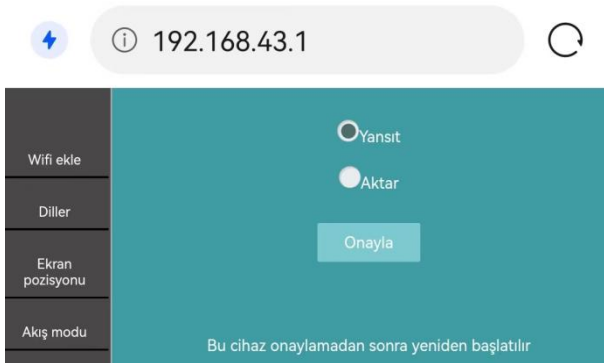 192.168.43.1
Wifi ekle
Diller
Ekran
pozisyonu
Akış modu
Yansıt
Aktar
Onayla
Bu cihaz onaylamadan sonra yeniden başlatılır